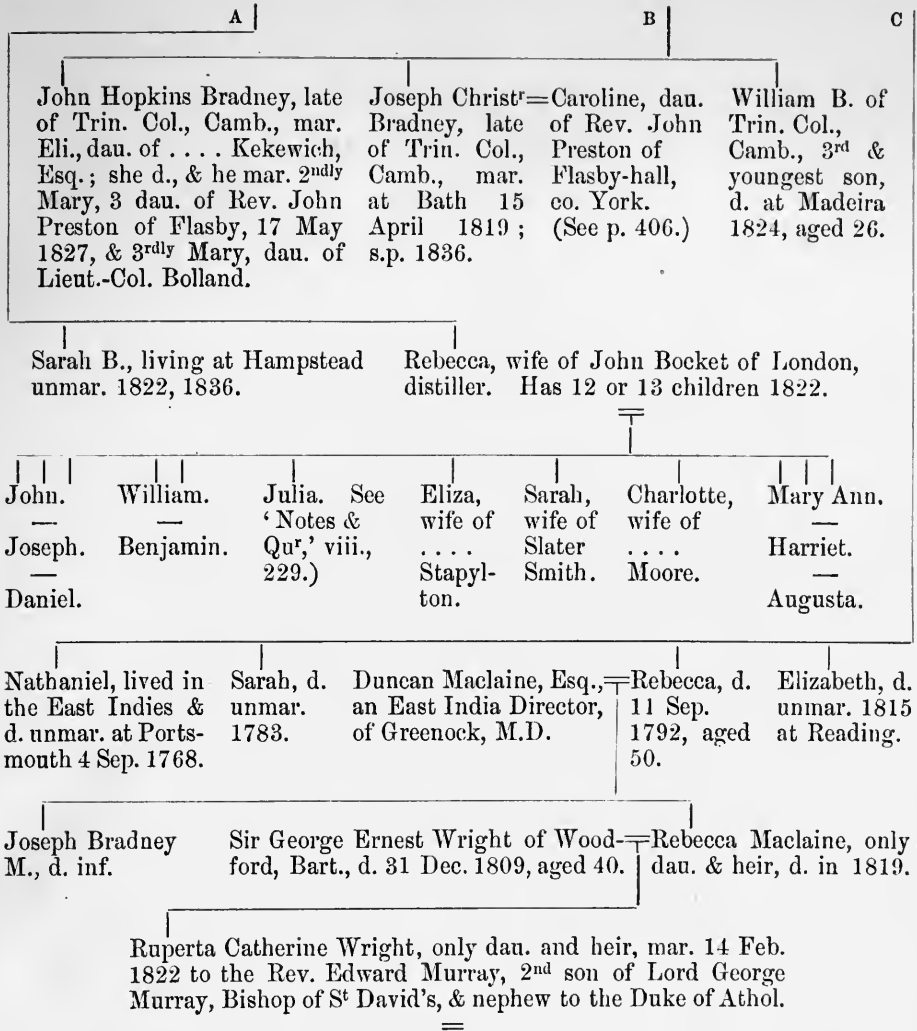 A B C
John Hopkins Bradney, late
of Trin. Col., Camb., mar.
Eli., dau. of . . . . Kekewich,
Esq.; she d., & he mar. 2ndly
Mary, 3 dau. of Rev. John
Preston of Flasby, 17 May
1827, & 3rdly Mary, dau. of
Lieut.-Col. Bolland.
Joseph Christr=Caroline, dau.
Bradney, late of Rev. John
of Trin. Col., Preston of
Camb., mar. Flasby-hall,
at Bath 15 co. York.
April 1819; (See p. 406.)
s.p. 1836.
William B. of
Trin. Col.,
Camb., 3rd &
youngest son,
d. at Madeira
1824, aged 26.
Sarah B., living at Hampstead
unmar. 1822, 1836.
Rebecca, wife of John Bocket of London,
distiller. Has 12 or 13 children 1822.
John.
—
Joseph.
—
Daniel.
William.
—
Benjamin.
Julia. See
‘Notes &
Qur,’ viii.,
229.)
Eliza,
wife of
. . . .
Stapyl-
ton.
Sarah,
wife of
Slater
Smith.
Charlotte,
wife of
. . . .
Moore.
Mary Ann.
—
Harriet.
—
Augusta.
Nathaniel, lived in
the East Indies &
d. unmar. at Ports-
mouth 4 Sep. 1768.
Sarah, d.
unmar.
1783.
Duncan Maclaine, Esq.,=
an East India Director,
of Greenock, M.D.
Rebecca, d.
11 Sep.
1792, aged
50.
Elizabeth, d.
unmar. 1815
at Reading.
Joseph Bradney
M., d. inf.
Sir George Ernest Wright of Wood-=
ford, Bart., d. 31 Dec. 1809, aged 40.
Rebecca Maclaine, only
dau. & heir, d. in 1819.
Ruperta Catherine Wright, only dau. and heir, mar. 14 Feb.
1822 to the Rev. Edward Murray, 2nd son of Lord George
Murray, Bishop of St David's, & nephew to the Duke of Athol.
=